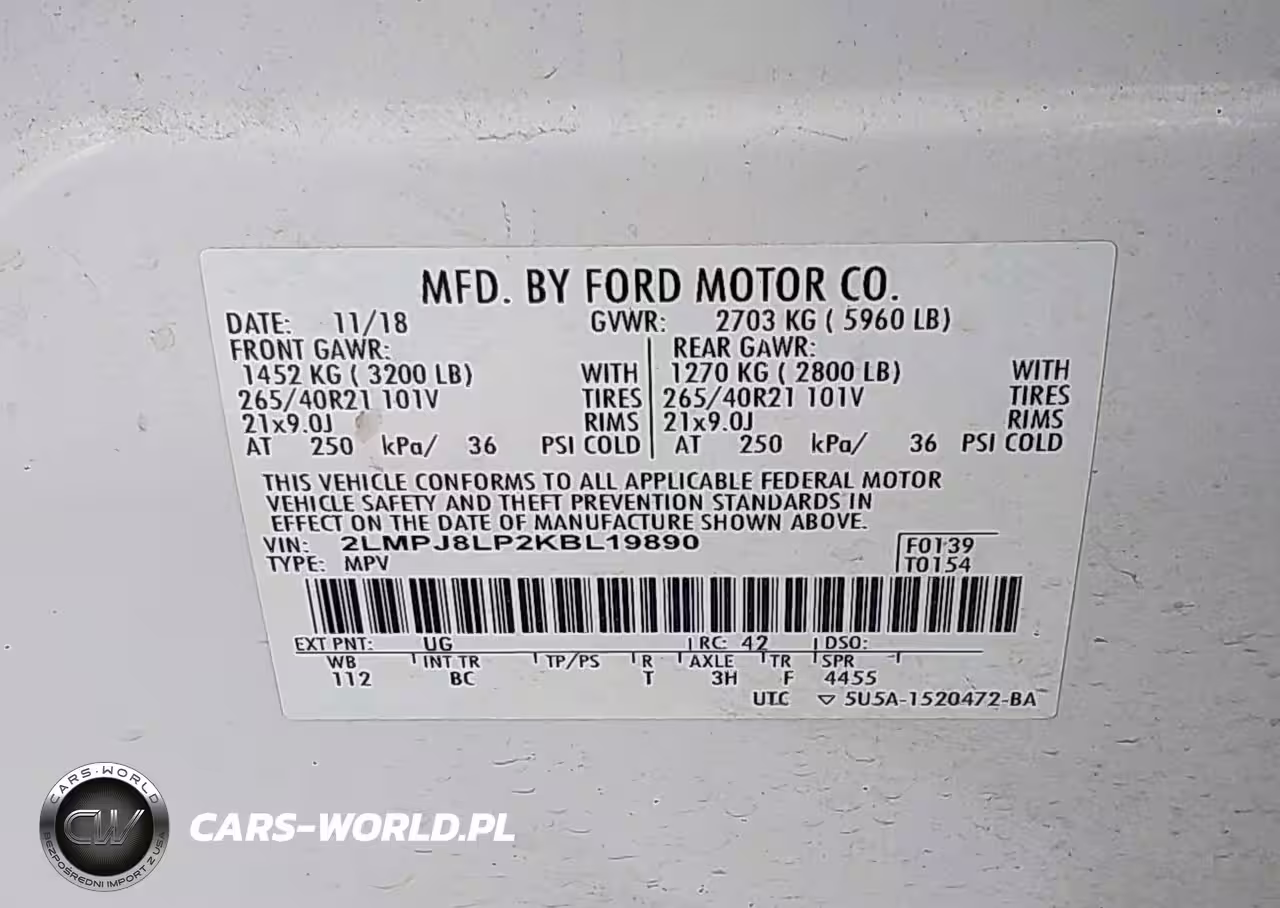 MFD. BY FORD MOTOR CO.
DATE: 11/18 GVWR: 2703 KG ( 5960 LB)
FRONT GAWR: REAR GAWR:
1452 KG ( 3200 LB) WITH 1270 KG ( 2800 LB) WITH
265/40R21 101V TIRES 265/40R21 101V TIRES
21x9.0J RIMS 21x9.0J RIMS
AT 250 kPa/ 36 PSI COLD AT 250 kPa/ 36 PSI COLD
THIS VEHICLE CONFORMS TO ALL APPLICABLE FEDERAL MOTOR
VEHICLE SAFETY AND THEFT PREVENTION STANDARDS IN
EFFECT ON THE DATE OF MANUFACTURE SHOWN ABOVE.
VIN: 2LMPJ8LP2KBL19890 F0139
TYPE: MPV T0154
EXT PNT: UG RC: 42 DSO:
WB INT TR TP/PS R AXLE TR SPR
112 BC T 3H F 4455
UTC ▽ 5U5A-1520472-BA
CARS-WORLD
CW
BEZPOŚREDNI IMPORT Z USA
CARS-WORLD.PL